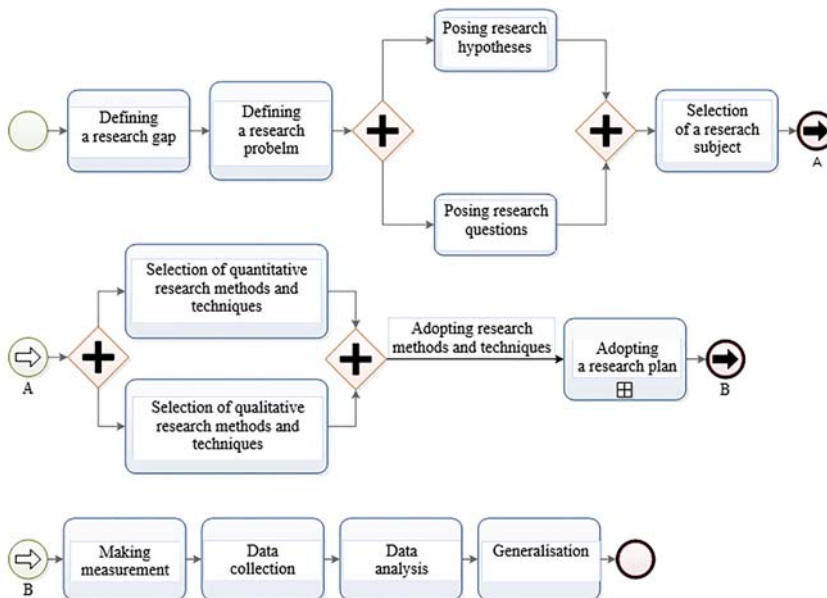 Posing research
hypotheses
Defining
a research gap
Defining
a research
probelm
Selection
of a reserach
subject
A
Posing research
questions
Selection of quantitative
research methods and
techniques
Adopting research
methods and techniques
Adopting
a research plan
A
B
Selection of qualitative
research methods and
techniques
Making
measurement
Data
collection
Data
analysis
Generalisation
B